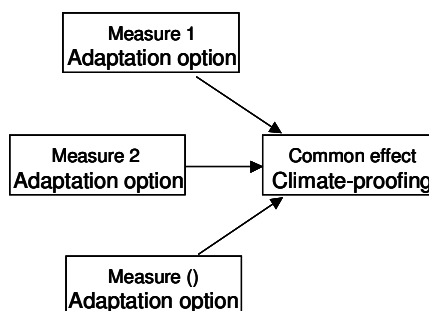 Measure 1
Adaptation option
Measure 2
Adaptation option
Common effect
Climate-proofing
Measure ()
Adaptation option